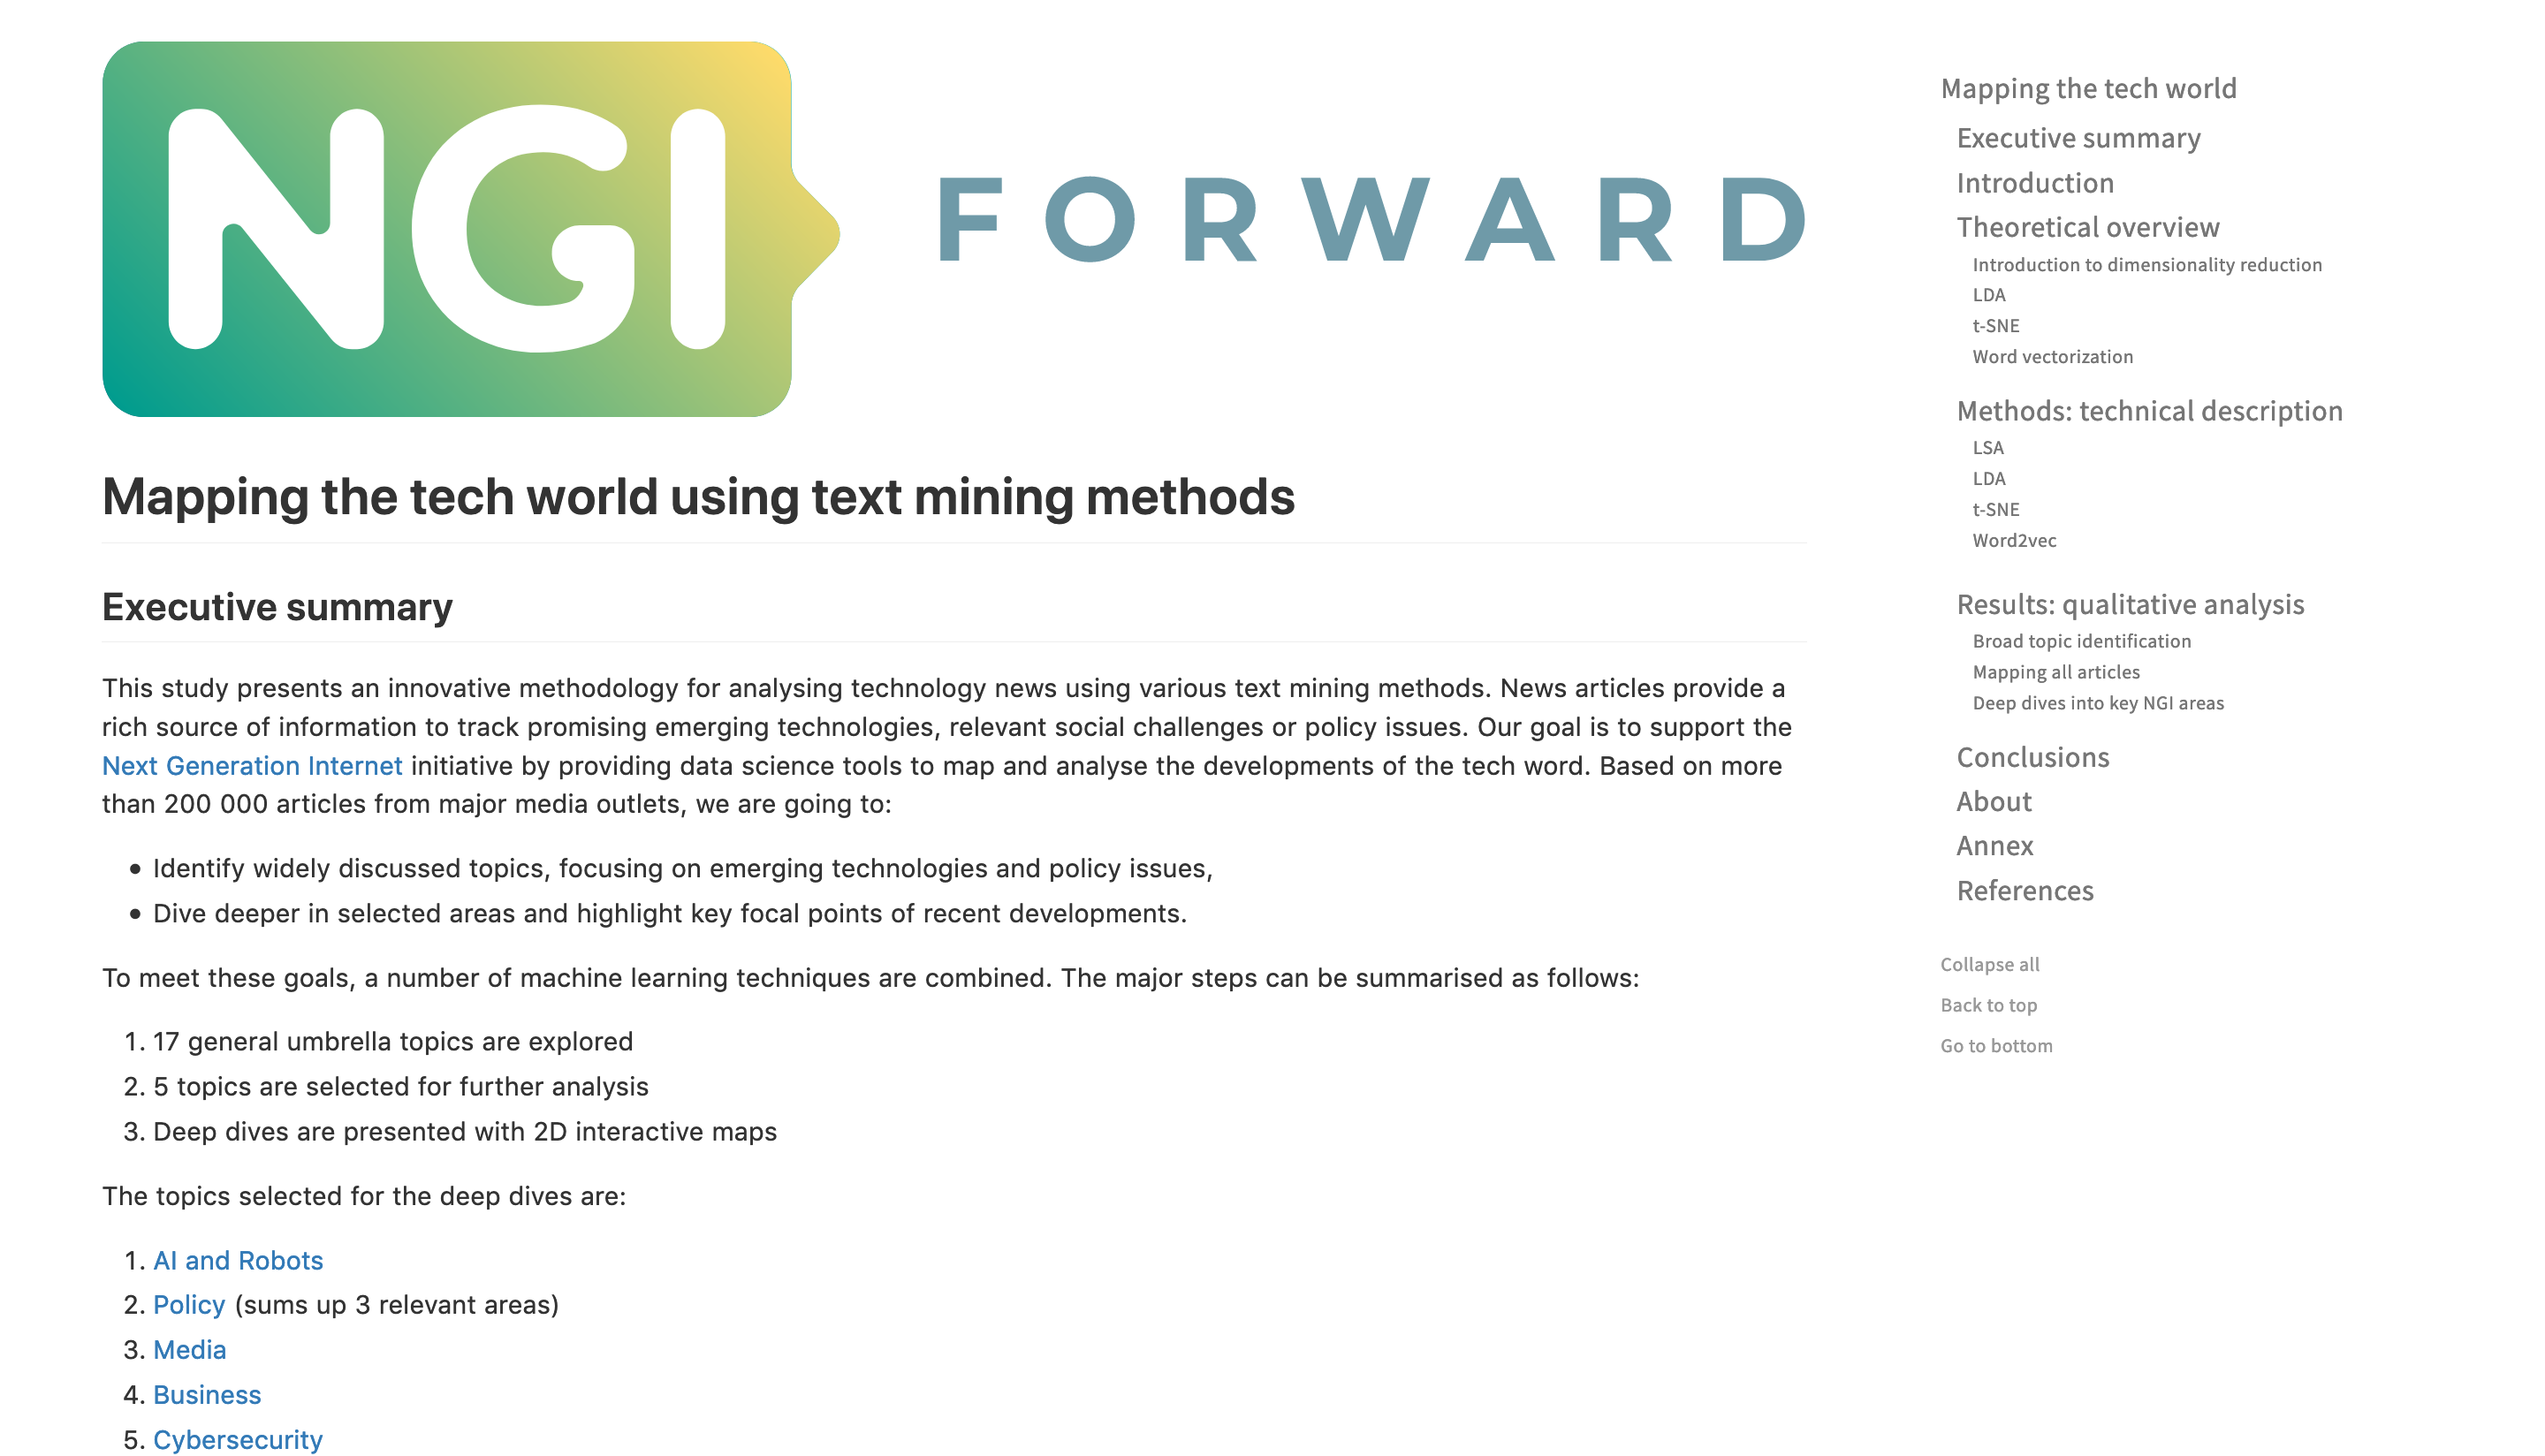 NGI FORWARD
Mapping the tech world using text mining methods
Executive summary
This study presents an innovative methodology for analysing technology news using various text mining methods. News articles provide a
rich source of information to track promising emerging technologies, relevant social challenges or policy issues. Our goal is to support the
Next Generation Internet initiative by providing data science tools to map and analyse the developments of the tech word. Based on more
than 200 000 articles from major media outlets, we are going to:
• Identify widely discussed topics, focusing on emerging technologies and policy issues,
• Dive deeper in selected areas and highlight key focal points of recent developments.
To meet these goals, a number of machine learning techniques are combined. The major steps can be summarised as follows:
1. 17 general umbrella topics are explored
2. 5 topics are selected for further analysis
3. Deep dives are presented with 2D interactive maps
The topics selected for the deep dives are:
1. AI and Robots
2. Policy (sums up 3 relevant areas)
3. Media
4. Business
5. Cybersecurity
Mapping the tech world
Executive summary
Introduction
Theoretical overview
Introduction to dimensionality reduction
LDA
t-SNE
Word vectorization
Methods: technical description
LSA
LDA
t-SNE
Word2vec
Results: qualitative analysis
Broad topic identification
Mapping all articles
Deep dives into key NGI areas
Conclusions
About
Annex
References
Collapse all
Back to top
Go to bottom